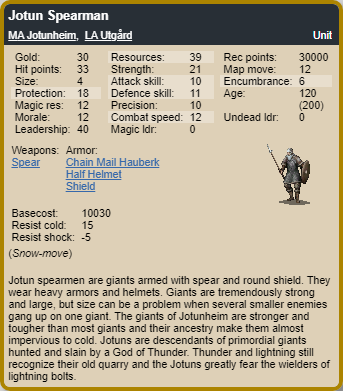 Jotun Spearman
MA Jotunheim, LA Utgård Unit
Gold: 30 Resources: 39 Rec points: 30000
Hit points: 33 Strength: 21 Map move: 12
Size: 4 Attack skill: 10 Encumbrance: 6
Protection: 18 Defence skill: 11 Age: 120
Magic res: 12 Precision: 10 (200)
Morale: 12 Combat speed: 12 Undead ldr: 0
Leadership: 40 Magic ldr: 0
Weapons: Armor:
Spear Chain Mail Hauberk
Half Helmet
Shield
Basecost: 10030
Resist cold: 15
Resist shock: -5
(Snow-move)
Jotun spearmen are giants armed with spear and round shield. They
wear heavy armors and helmets. Giants are tremendously strong
and large, but size can be a problem when several smaller enemies
gang up on one giant. The giants of Jotunheim are stronger and
tougher than most giants and their ancestry make them almost
impervious to cold. Jotuns are descendants of primordial giants
hunted and slain by a God of Thunder. Thunder and lightning still
recognize their old quarry and the Jotuns greatly fear the wielders of
lightning bolts.